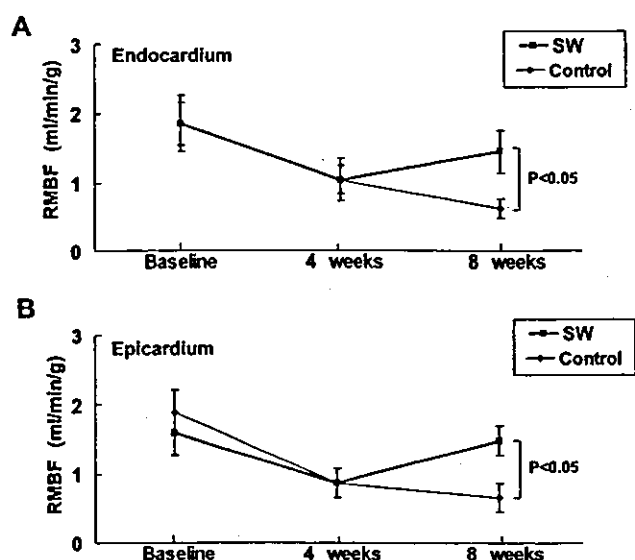 A
Endocardium
SW
Control
RMBF (ml/min/g)
3
2
1
0
P<0.05
Baseline 4 weeks 8 weeks
B
Epicardium
SW
Control
RMBF (ml/min/g)
3
2
1
0
P<0.05
Baseline 4 weeks 8 weeks